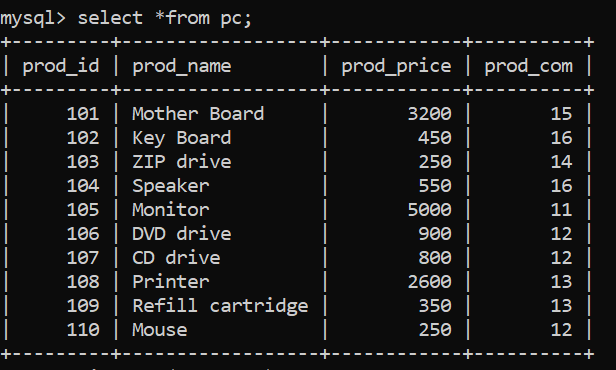 mysql> select *from pc;
+---------+------------------+------------+----------+
| prod_id | prod_name        | prod_price | prod_com |
+---------+------------------+------------+----------+
|     101 | Mother Board     |       3200 |       15 |
|     102 | Key Board        |        450 |       16 |
|     103 | ZIP drive        |        250 |       14 |
|     104 | Speaker          |        550 |       16 |
|     105 | Monitor          |       5000 |       11 |
|     106 | DVD drive        |        900 |       12 |
|     107 | CD drive         |        800 |       12 |
|     108 | Printer          |       2600 |       13 |
|     109 | Refill cartridge |        350 |       13 |
|     110 | Mouse            |        250 |       12 |
+---------+------------------+------------+----------+